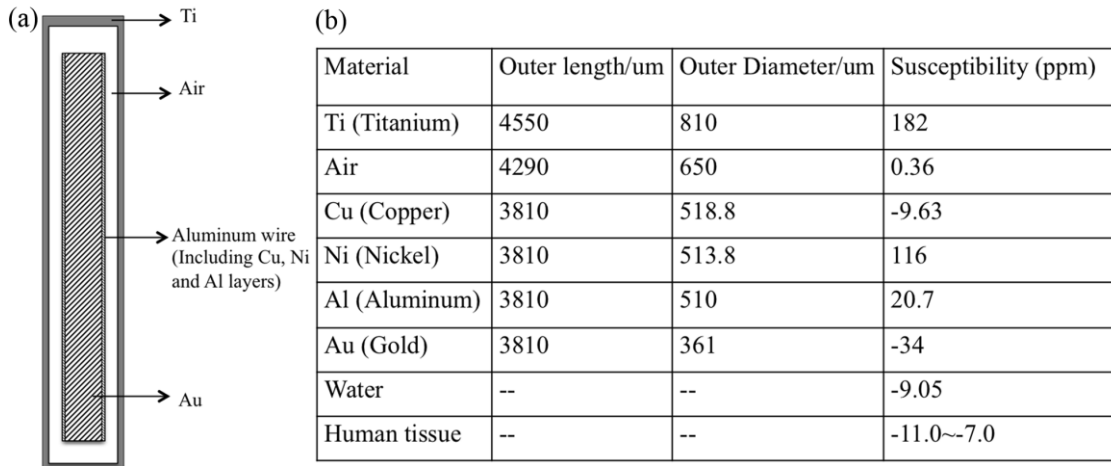 (a)
Ti
Air
Aluminum wire
(Including Cu, Ni
and Al layers)
Au
(b)
Material Outer length/um Outer Diameter/um Susceptibility (ppm)
Ti (Titanium) 4550 810 182
Air 4290 650 0.36
Cu (Copper) 3810 518.8 -9.63
Ni (Nickel) 3810 513.8 116
Al (Aluminum) 3810 510 20.7
Au (Gold) 3810 361 -34
Water -- -- -9.05
Human tissue -- -- -11.0~-7.0